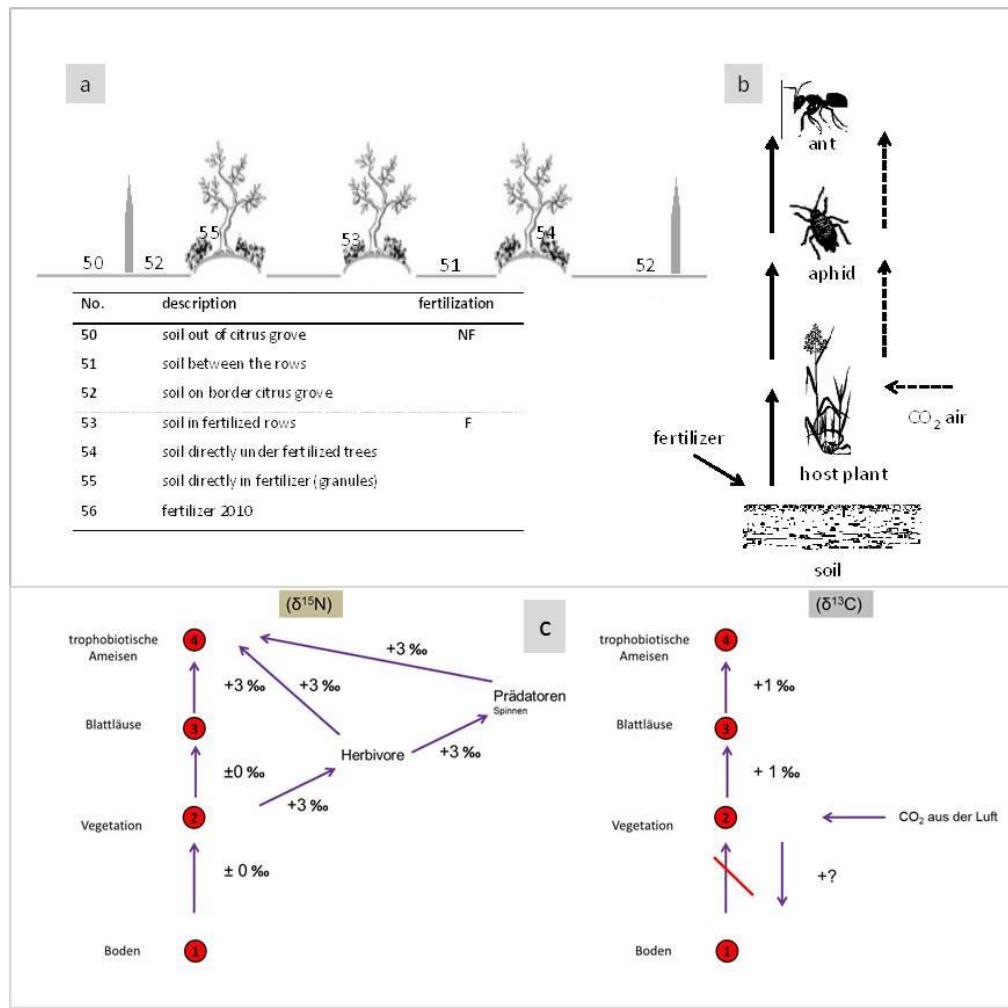 a
55
53
54
50
52
51
52
No. description fertilization
50 soil out of citrus grove NF
51 soil between the rows
52 soil on border citrus grove
53 soil in fertilized rows F
54 soil directly under fertilized trees
55 soil directly in fertilizer (granules)
56 fertilizer 2010
b
ant
aphid
CO₂ air
fertilizer
host plant
soil
c
(δ¹⁵N)
trophobiotische
Ameisen
4
+3 ‰
+3 ‰
+3 ‰
Prädatoren
Spinnen
Blattläuse
3
Herbivore
+3 ‰
±0 ‰
+3 ‰
Vegetation
2
± 0 ‰
Boden
1
(δ¹³C)
trophobiotische
Ameisen
4
+1 ‰
Blattläuse
3
+ 1 ‰
Vegetation
2
CO₂ aus der Luft
+?
Boden
1